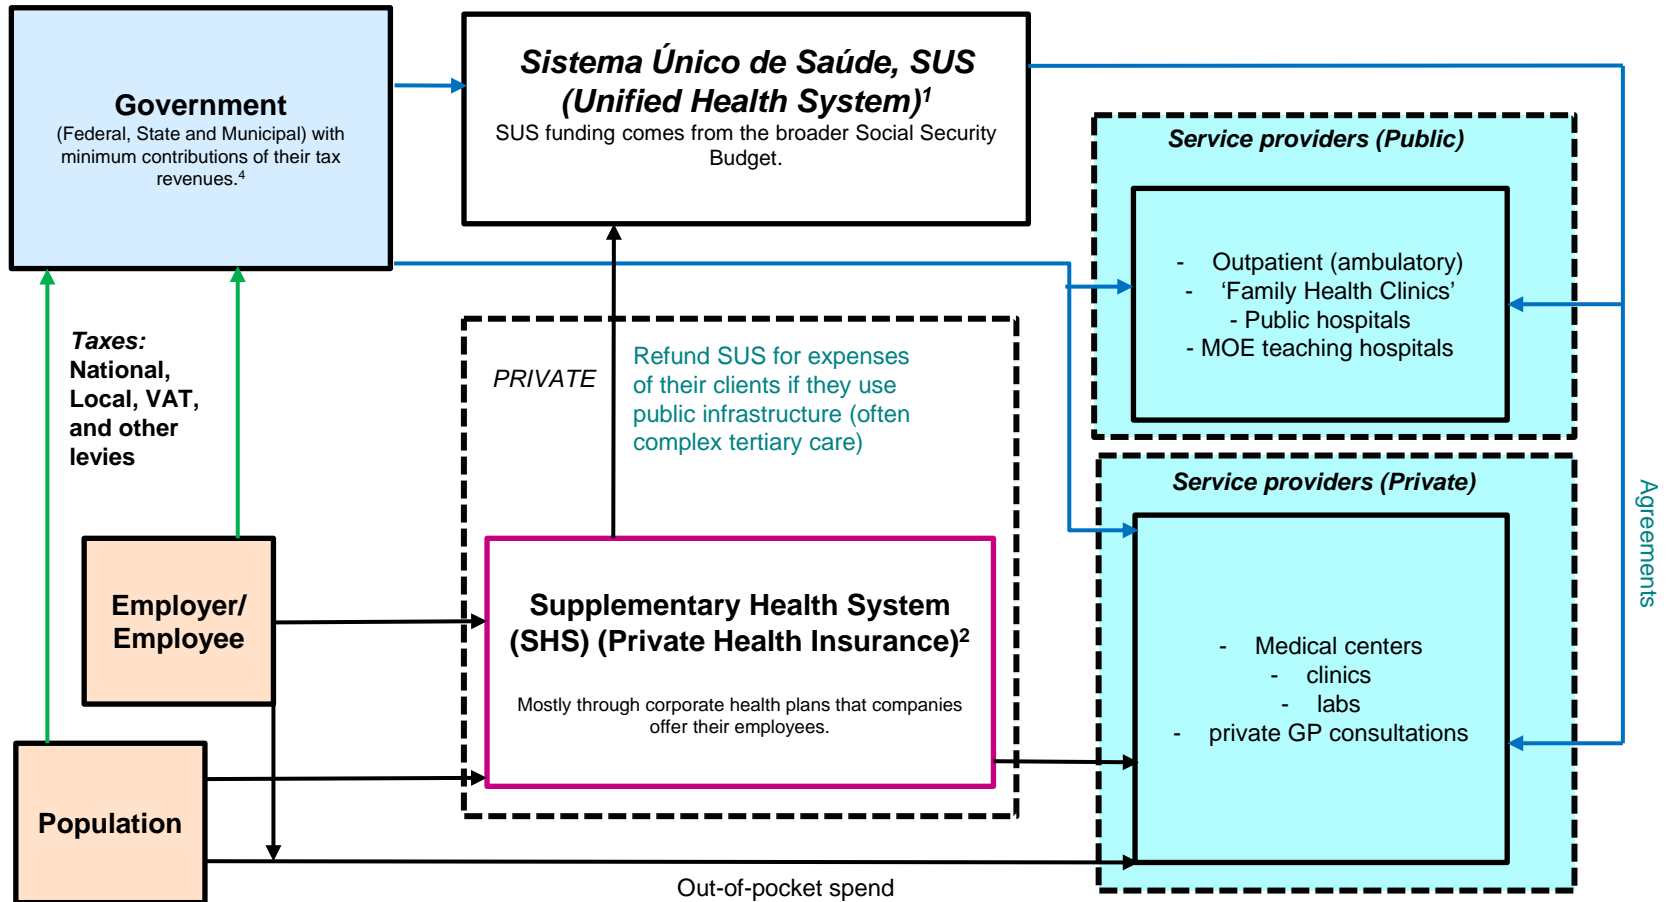 Government
(Federal, State and Municipal) with
minimum contributions of their tax
revenues.4
Sistema Único de Saúde, SUS
(Unified Health System)1
SUS funding comes from the broader Social Security
Budget.
Service providers (Public)
- Outpatient (ambulatory)
- ‘Family Health Clinics’
- Public hospitals
- MOE teaching hospitals
Taxes:
National,
Local, VAT,
and other
levies
PRIVATE
Refund SUS for expenses
of their clients if they use
public infrastructure (often
complex tertiary care)
Service providers (Private)
Agreements
Employer/
Employee
Supplementary Health System
(SHS) (Private Health Insurance)2
Mostly through corporate health plans that companies
offer their employees.
- Medical centers
- clinics
- labs
- private GP consultations
Population
Out-of-pocket spend